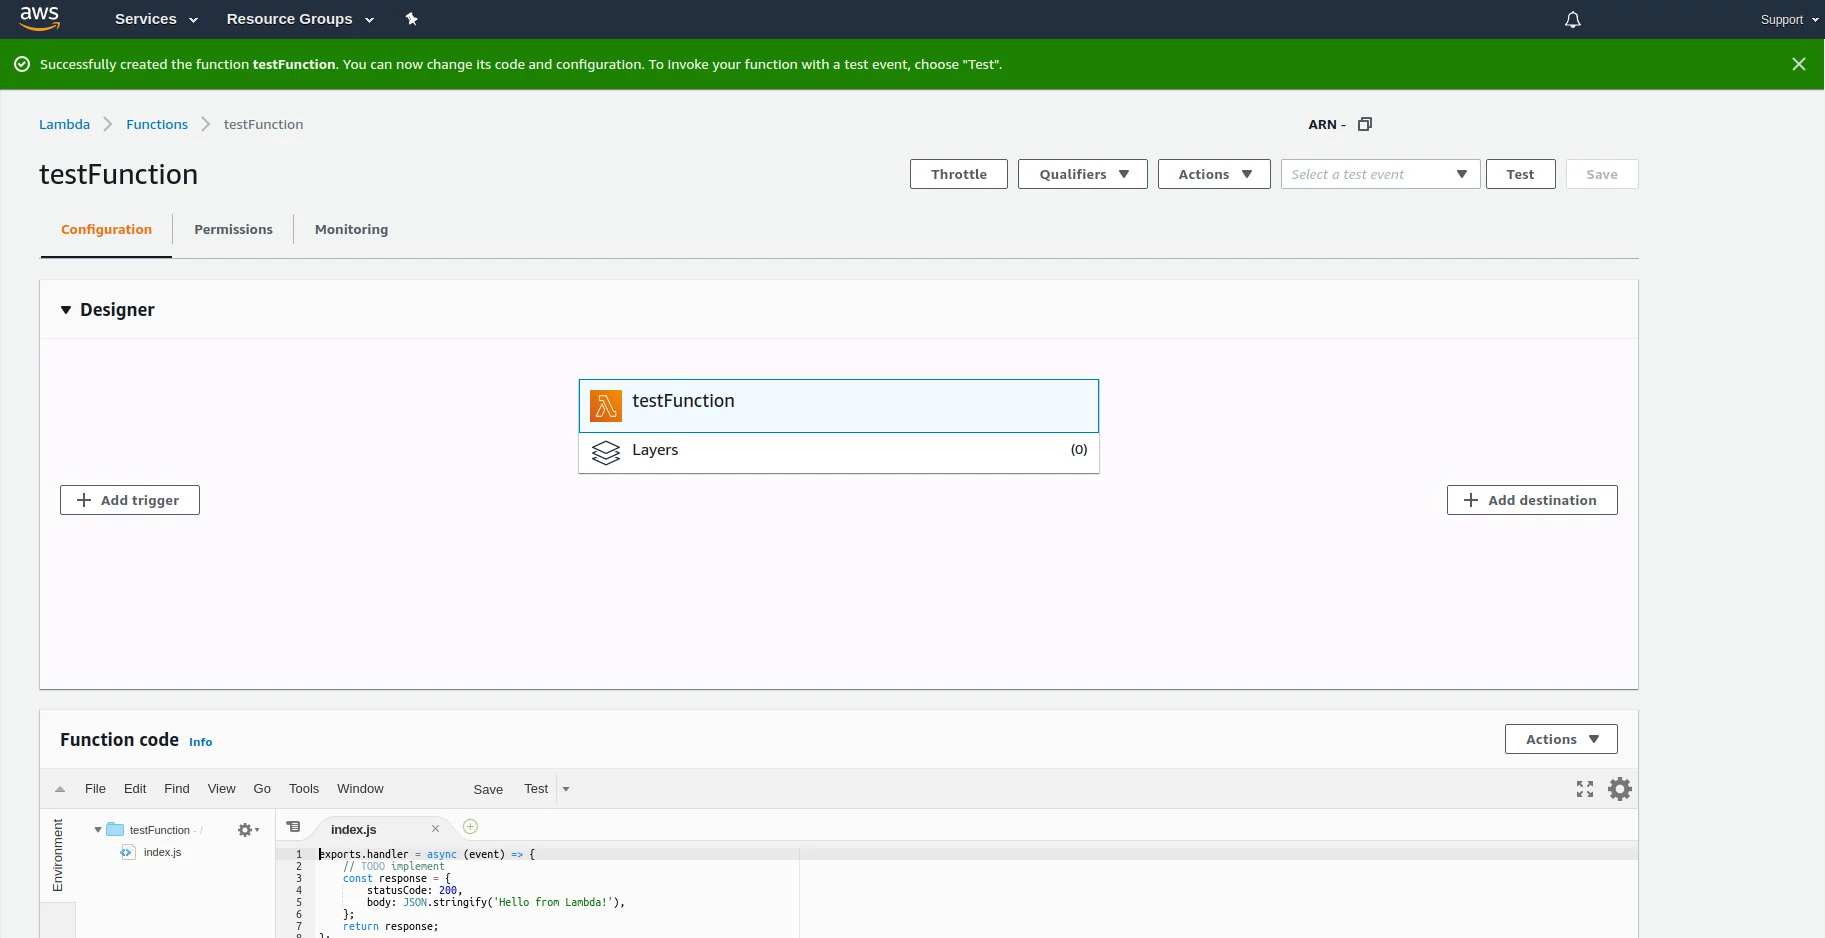 aws Services Resource Groups Support
Successfully created the function testFunction. You can now change its code and configuration. To invoke your function with a test event, choose "Test".
Lambda Functions testFunction ARN -
testFunction Throttle Qualifiers Actions Select a test event Test Save
Configuration Permissions Monitoring
Designer
testFunction
Layers (0)
Add trigger Add destination
Function code Info Actions
File Edit Find View Go Tools Window Save Test
Environment
testFunction - /
index.js
index.js
1 exports.handler = async (event) => {
2 // TODO implement
3 const response = {
4 statusCode: 200,
5 body: JSON.stringify('Hello from Lambda!'),
6 };
7 return response;
8 };